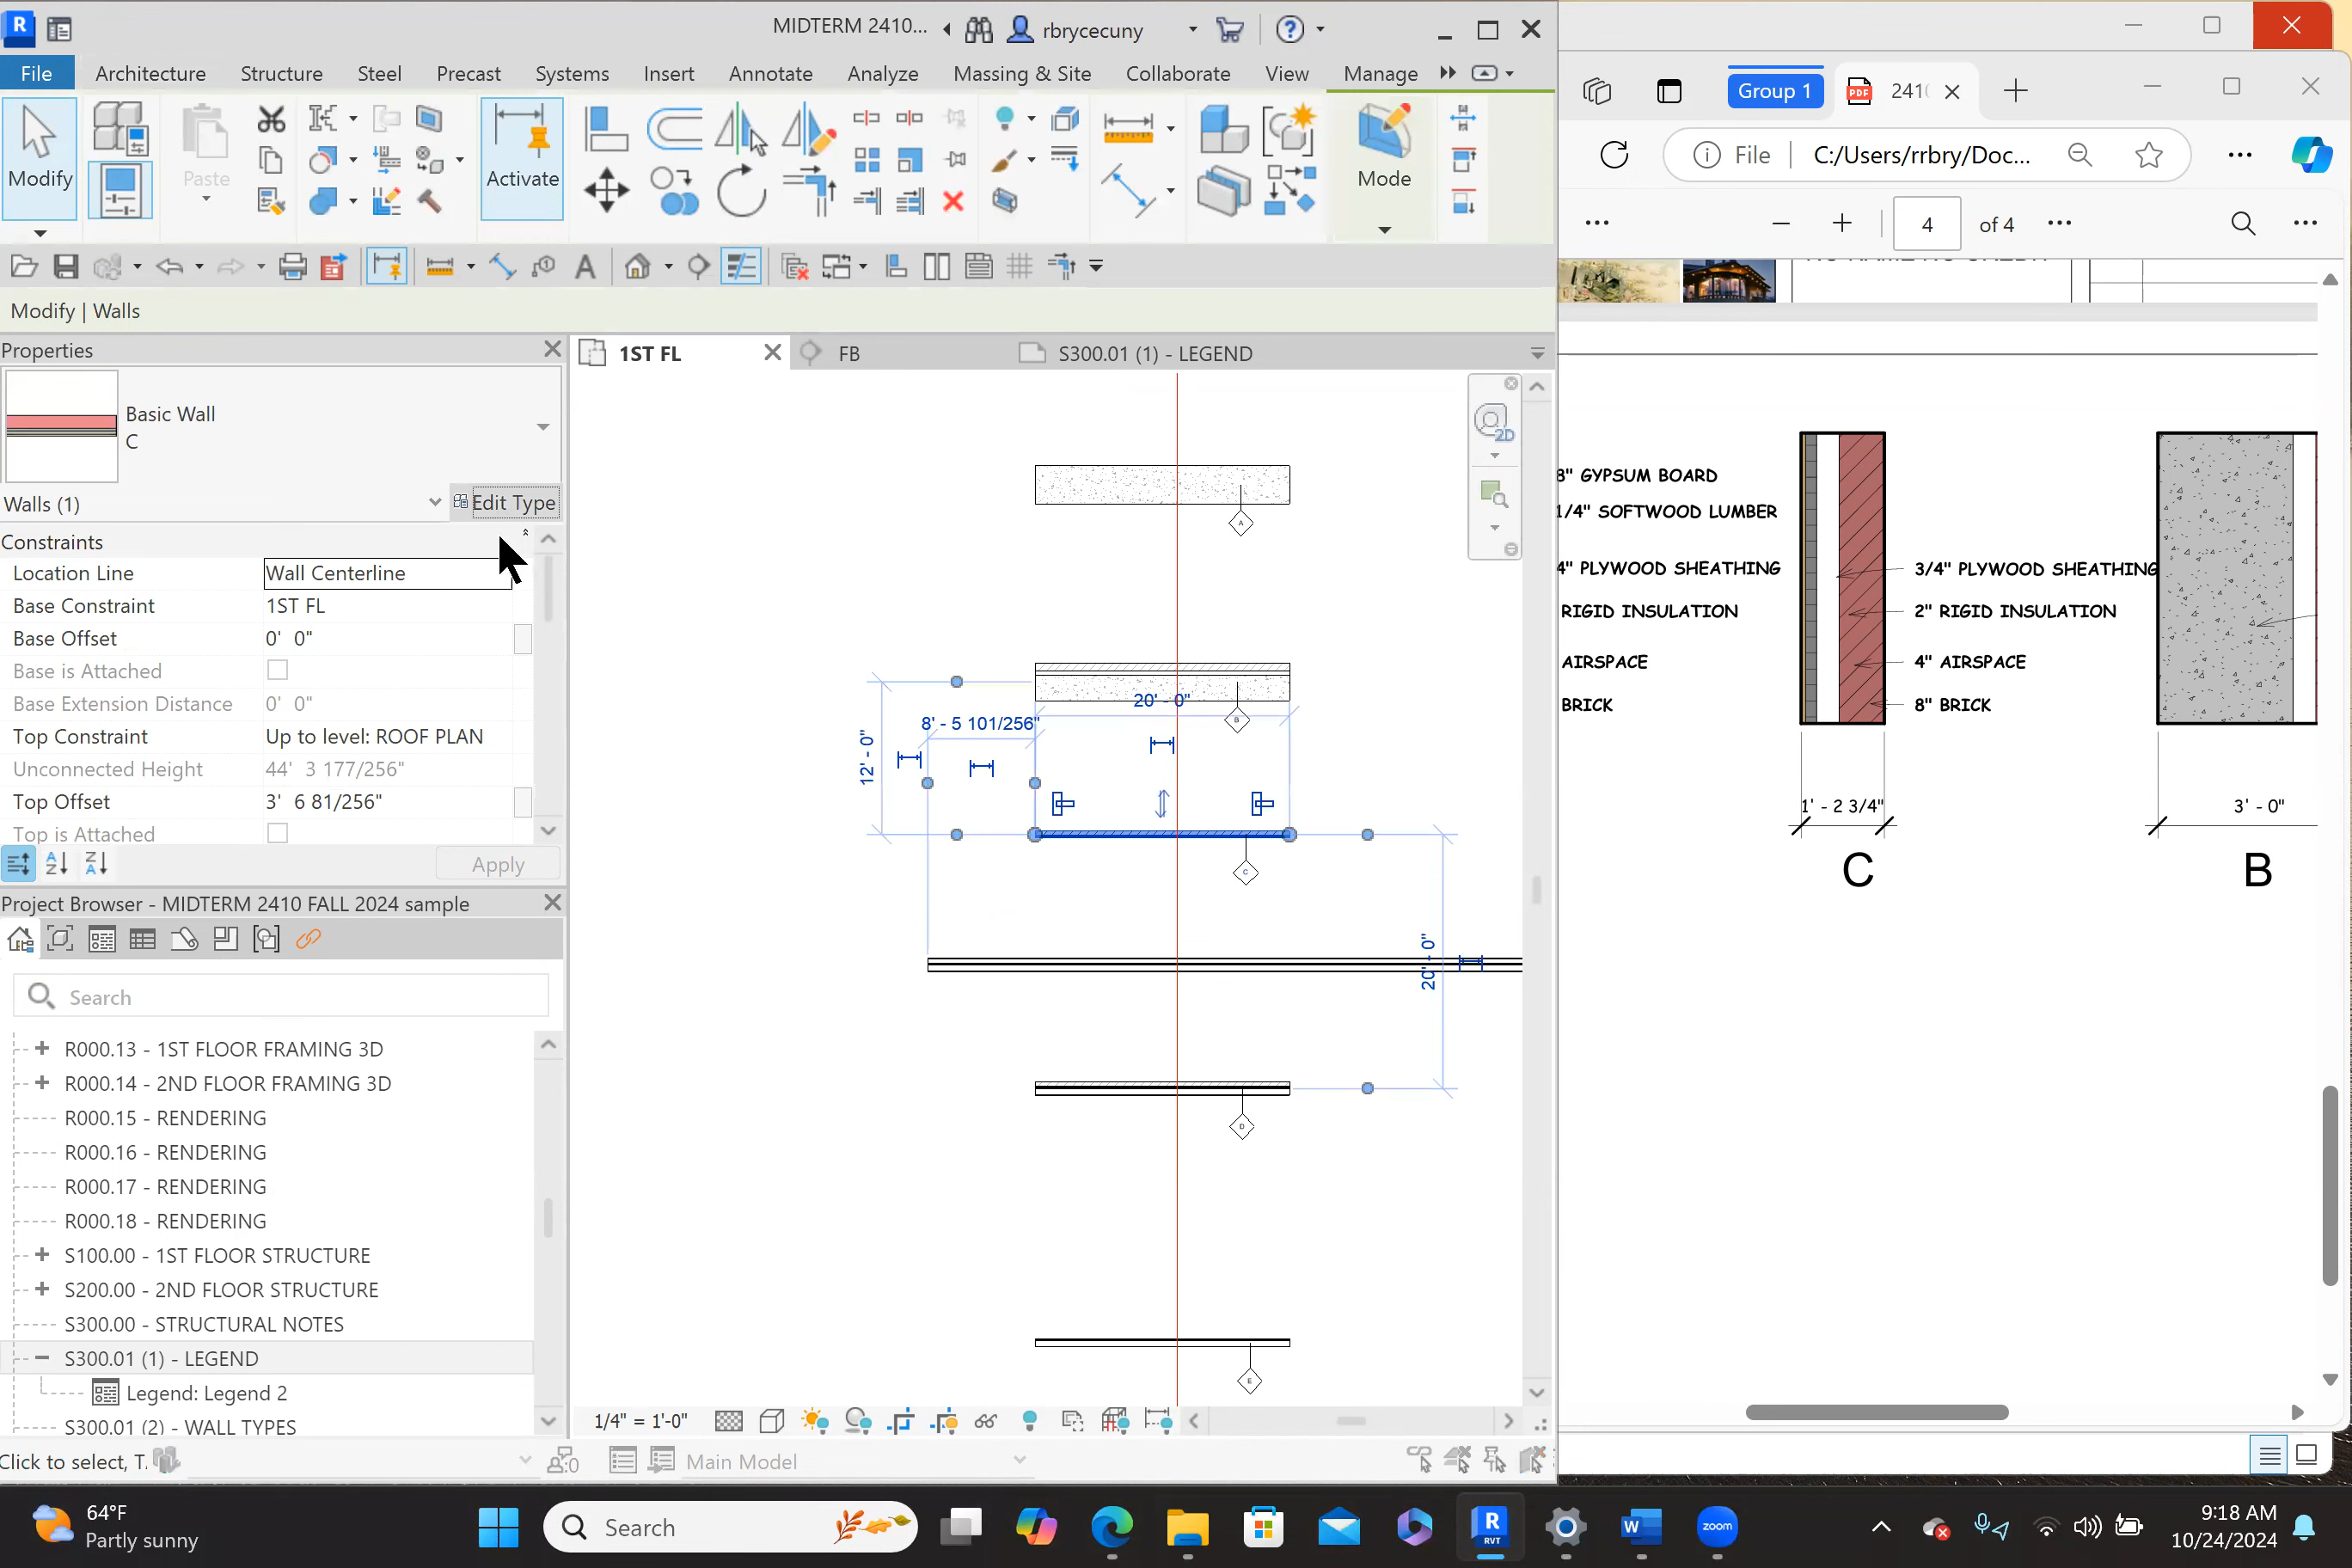 MIDTERM 2410...
rbrycecuny
File Architecture Structure Steel Precast Systems Insert Annotate Analyze Massing & Site Collaborate View Manage
Modify
Paste
Activate
Mode
Modify | Walls
Properties
Basic Wall
C
Walls (1)
Edit Type
Constraints
Location Line Wall Centerline
Base Constraint 1ST FL
Base Offset 0' 0"
Base is Attached
Base Extension Distance 0' 0"
Top Constraint Up to level: ROOF PLAN
Unconnected Height 44' 3 177/256"
Top Offset 3' 6 81/256"
Top is Attached
Apply
Project Browser - MIDTERM 2410 FALL 2024 sample
Search
R000.13 - 1ST FLOOR FRAMING 3D
R000.14 - 2ND FLOOR FRAMING 3D
R000.15 - RENDERING
R000.16 - RENDERING
R000.17 - RENDERING
R000.18 - RENDERING
S100.00 - 1ST FLOOR STRUCTURE
S200.00 - 2ND FLOOR STRUCTURE
S300.00 - STRUCTURAL NOTES
S300.01 (1) - LEGEND
Legend: Legend 2
S300.01 (2) - WALL TYPES
Click to select, T.
1ST FL
FB
S300.01 (1) - LEGEND
2D
A
B
20' - 0"
8' - 5 101/256"
12' - 0"
C
20' - 0"
D
E
1/4" = 1'-0"
Main Model
Group 1
PDF
241
File
C:/Users/rrbry/Doc...
4 of 4
8" GYPSUM BOARD
1/4" SOFTWOOD LUMBER
4" PLYWOOD SHEATHING
RIGID INSULATION
AIRSPACE
BRICK
3/4" PLYWOOD SHEATHING
2" RIGID INSULATION
4" AIRSPACE
8" BRICK
1' - 2 3/4"
3' - 0"
C
B
64°F
Partly sunny
Search
R
RVT
W
zoom
9:18 AM
10/24/2024